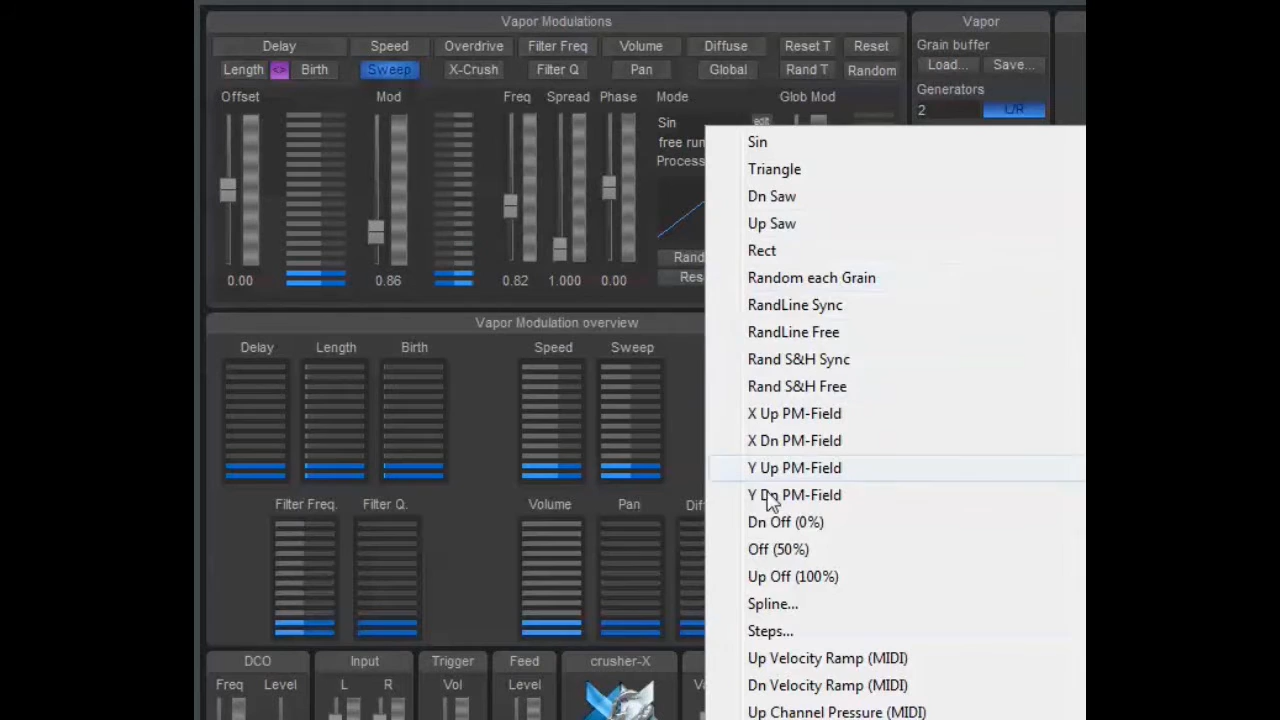 Vapor Modulations
Vapor
Delay Speed Overdrive Filter Freq Volume Diffuse Reset T Reset
Length <> Birth Sweep X-Crush Filter Q Pan Global Rand T Random
Grain buffer
Load... Save...
Generators
2 L/R
Offset Mod Freq Spread Phase Mode Glob Mod
Sin edit
free run
Process
0.00 0.86 0.82 1.000 0.00
Rand
Res
Sin
Triangle
Dn Saw
Up Saw
Rect
Random each Grain
RandLine Sync
RandLine Free
Rand S&H Sync
Rand S&H Free
X Up PM-Field
X Dn PM-Field
Y Up PM-Field
Y Dn PM-Field
Dn Off (0%)
Off (50%)
Up Off (100%)
Spline...
Steps...
Up Velocity Ramp (MIDI)
Dn Velocity Ramp (MIDI)
Up Channel Pressure (MIDI)
Vapor Modulation overview
Delay Length Birth Speed Sweep
Filter Freq. Filter Q. Volume Pan
DCO Input Trigger Feed crusher-X
Freq Level L R Vol Level